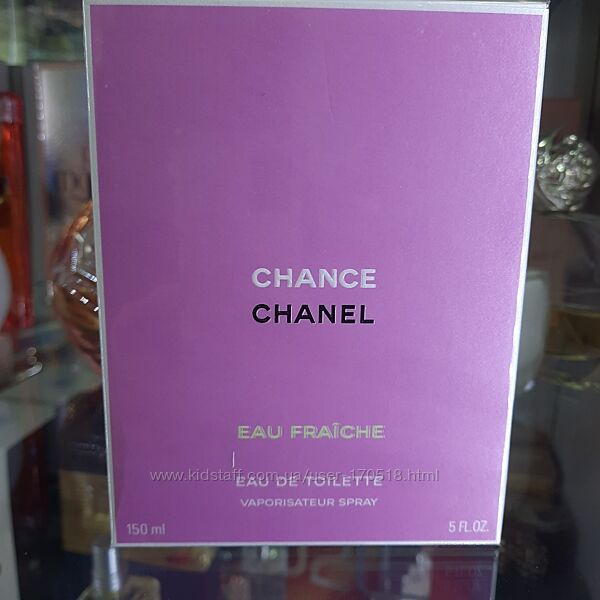 CHANCE
CHANEL
EAU FRAÎCHE
www.kidstaff.com.ua/user-170518.html
EAU DE TOILETTE
VAPORISATEUR SPRAY
150 ml
5 FL.OZ.